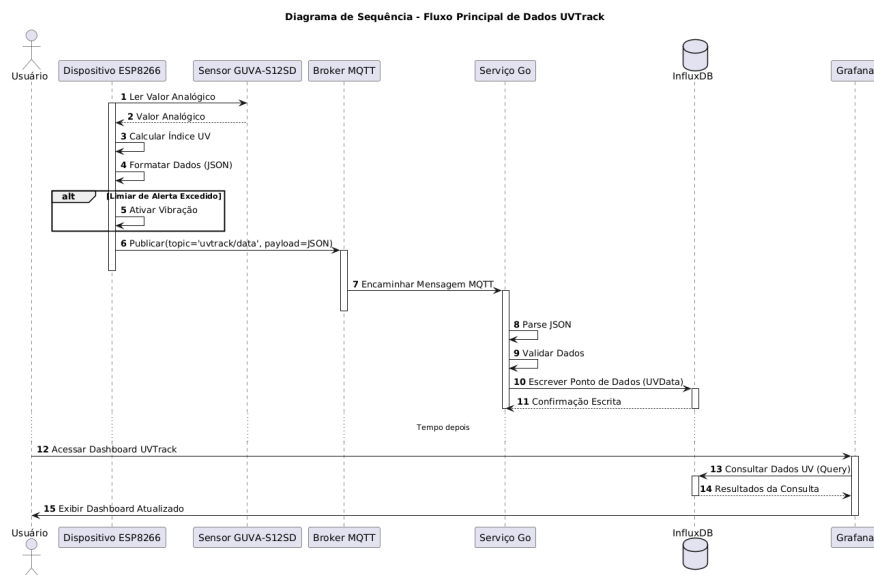 Diagrama de Sequência - Fluxo Principal de Dados UVTrack
Usuário
Dispositivo ESP8266
Sensor GUVA-S12SD
Broker MQTT
Serviço Go
InfluxDB
Grafana
1 Ler Valor Analógico
2 Valor Analógico
3 Calcular Índice UV
4 Formatar Dados (JSON)
alt [Limiar de Alerta Excedido]
5 Ativar Vibração
6 Publicar(topic='uvtrack/data', payload=JSON)
7 Encaminhar Mensagem MQTT
8 Parse JSON
9 Validar Dados
10 Escrever Ponto de Dados (UVData)
11 Confirmação Escrita
Tempo depois
12 Acessar Dashboard UVTrack
13 Consultar Dados UV (Query)
14 Resultados da Consulta
15 Exibir Dashboard Atualizado
Usuário
Dispositivo ESP8266
Sensor GUVA-S12SD
Broker MQTT
Serviço Go
InfluxDB
Grafana